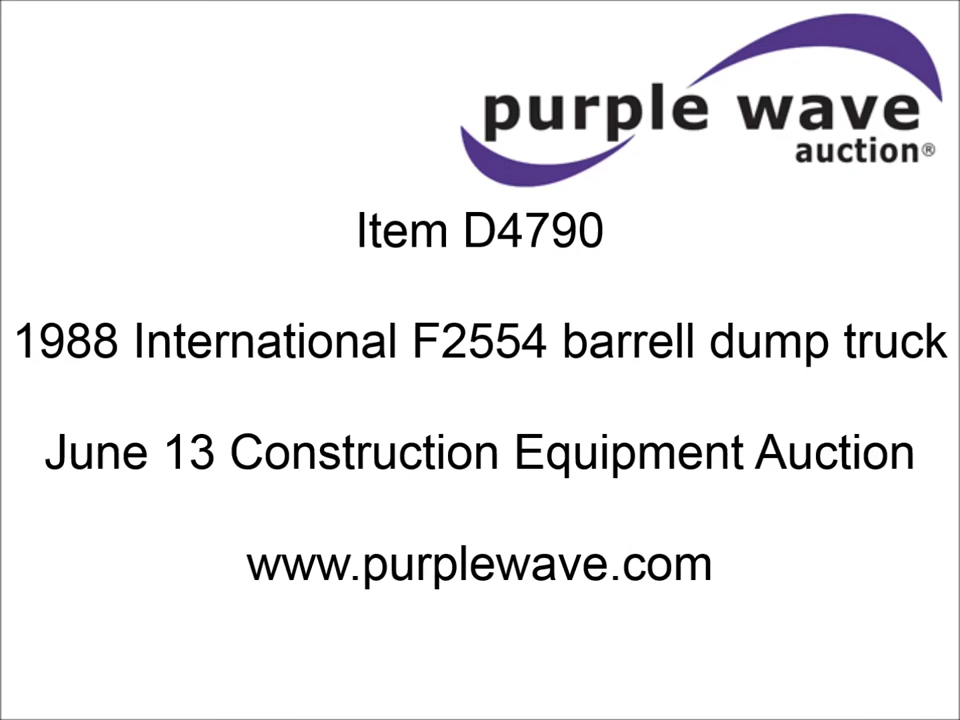 purple wave
auction®
Item D4790
1988 International F2554 barrell dump truck
June 13 Construction Equipment Auction
www.purplewave.com